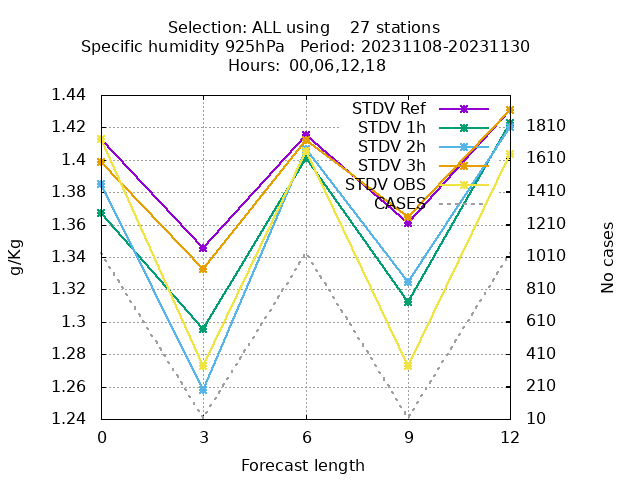 Selection: ALL using    27 stations
Specific humidity 925hPa   Period: 20231108-20231130
Hours: 00,06,12,18
STDV Ref
STDV 1h
STDV 2h
STDV 3h
STDV OBS
CASES
1.44
1.42
1.4
1.38
1.36
1.34
1.32
1.3
1.28
1.26
1.24
g/Kg
1810
1610
1410
1210
1010
810
610
410
210
10
No cases
0 3 6 9 12
Forecast length